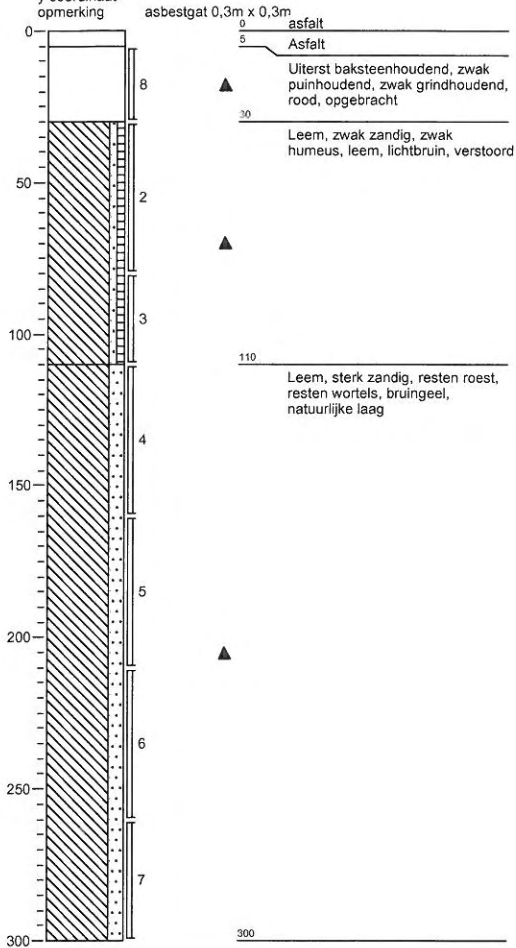 opmerking asbestgat 0,3m x 0,3m
0 0 asfalt
5 Asfalt
8 Uiterst baksteenhoudend, zwak
puinhoudend, zwak grindhoudend,
rood, opgebracht
30
Leem, zwak zandig, zwak
humeus, leem, lichtbruin, verstoord
50
2
3
100
110
Leem, sterk zandig, resten roest,
resten wortels, bruingeel,
natuurlijke laag
4
150
5
200
6
250
7
300 300